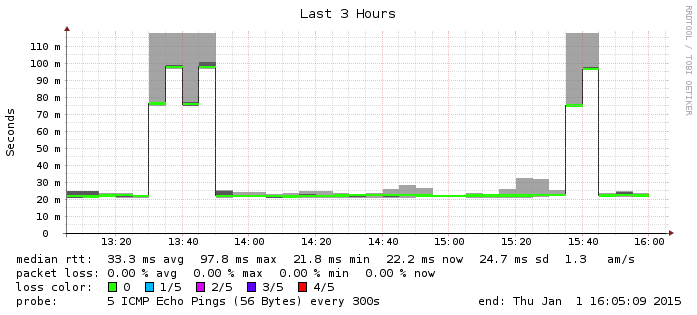 Last 3 Hours
RRDTOOL / TOBI OETIKER
Seconds
110 m
100 m
90 m
80 m
70 m
60 m
50 m
40 m
30 m
20 m
10 m
0
13:20 13:40 14:00 14:20 14:40 15:00 15:20 15:40 16:00
median rtt: 33.3 ms avg 97.8 ms max 21.8 ms min 22.2 ms now 24.7 ms sd 1.3 am/s
packet loss: 0.00 % avg 0.00 % max 0.00 % min 0.00 % now
loss color: 0 1/5 2/5 3/5 4/5
probe: 5 ICMP Echo Pings (56 Bytes) every 300s end: Thu Jan 1 16:05:09 2015